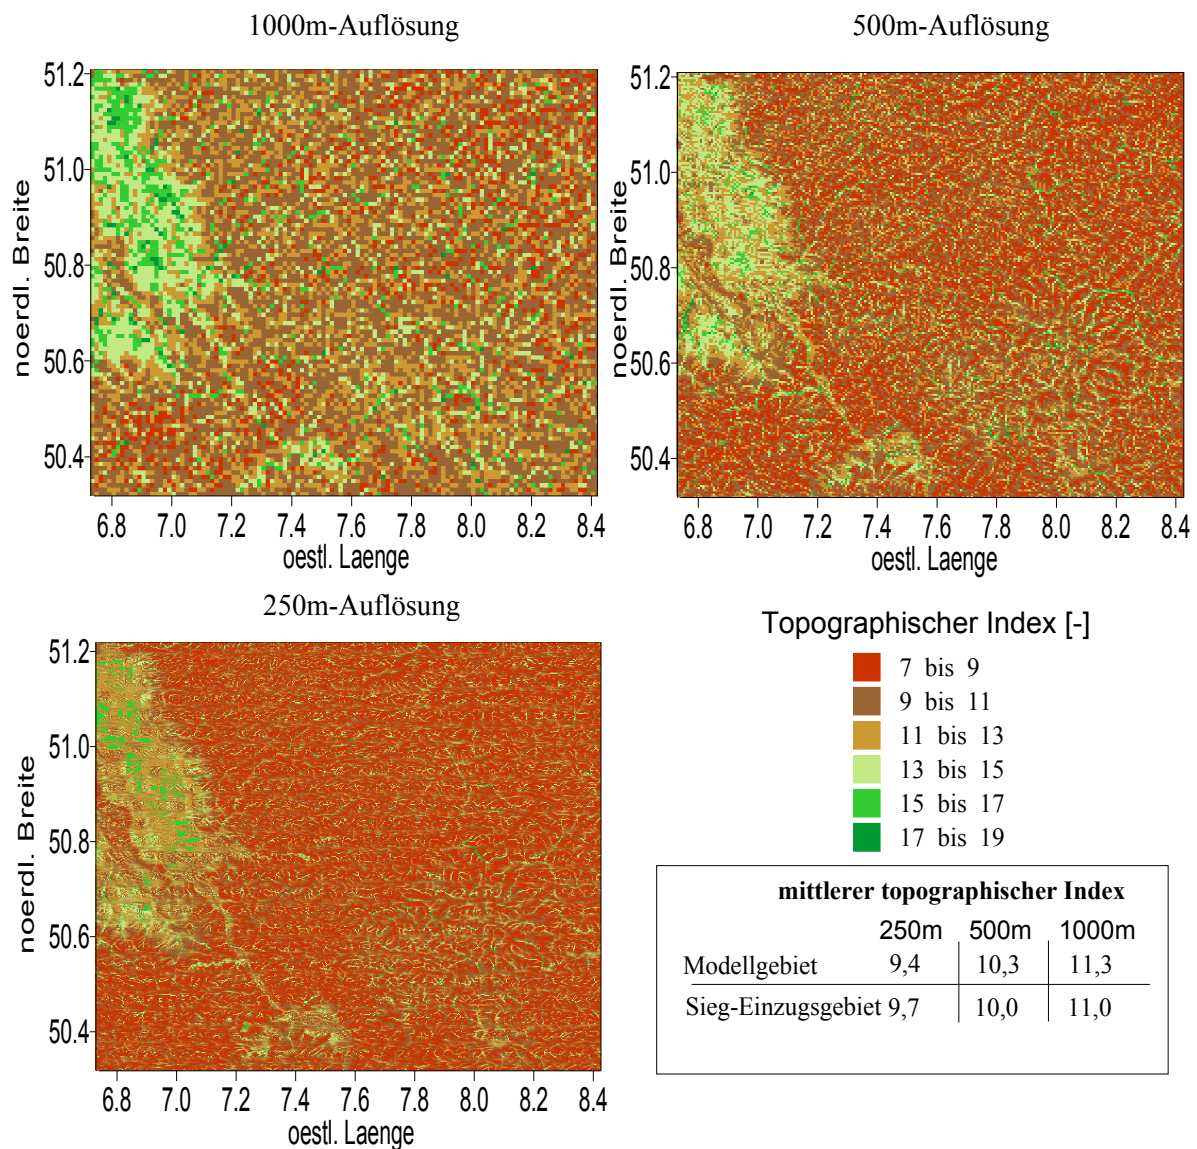 1000m-Auflösung
500m-Auflösung
51.2
51.0
50.8
50.6
50.4
noerdl. Breite
6.8 7.0 7.2 7.4 7.6 7.8 8.0 8.2 8.4
oestl. Laenge
51.2
51.0
50.8
50.6
50.4
noerdl. Breite
6.8 7.0 7.2 7.4 7.6 7.8 8.0 8.2 8.4
oestl. Laenge
250m-Auflösung
51.2
51.0
50.8
50.6
50.4
noerdl. Breite
6.8 7.0 7.2 7.4 7.6 7.8 8.0 8.2 8.4
oestl. Laenge
Topographischer Index [-]
7 bis 9
9 bis 11
11 bis 13
13 bis 15
15 bis 17
17 bis 19
mittlerer topographischer Index
250m 500m 1000m
Modellgebiet 9,4 10,3 11,3
Sieg-Einzugsgebiet 9,7 10,0 11,0